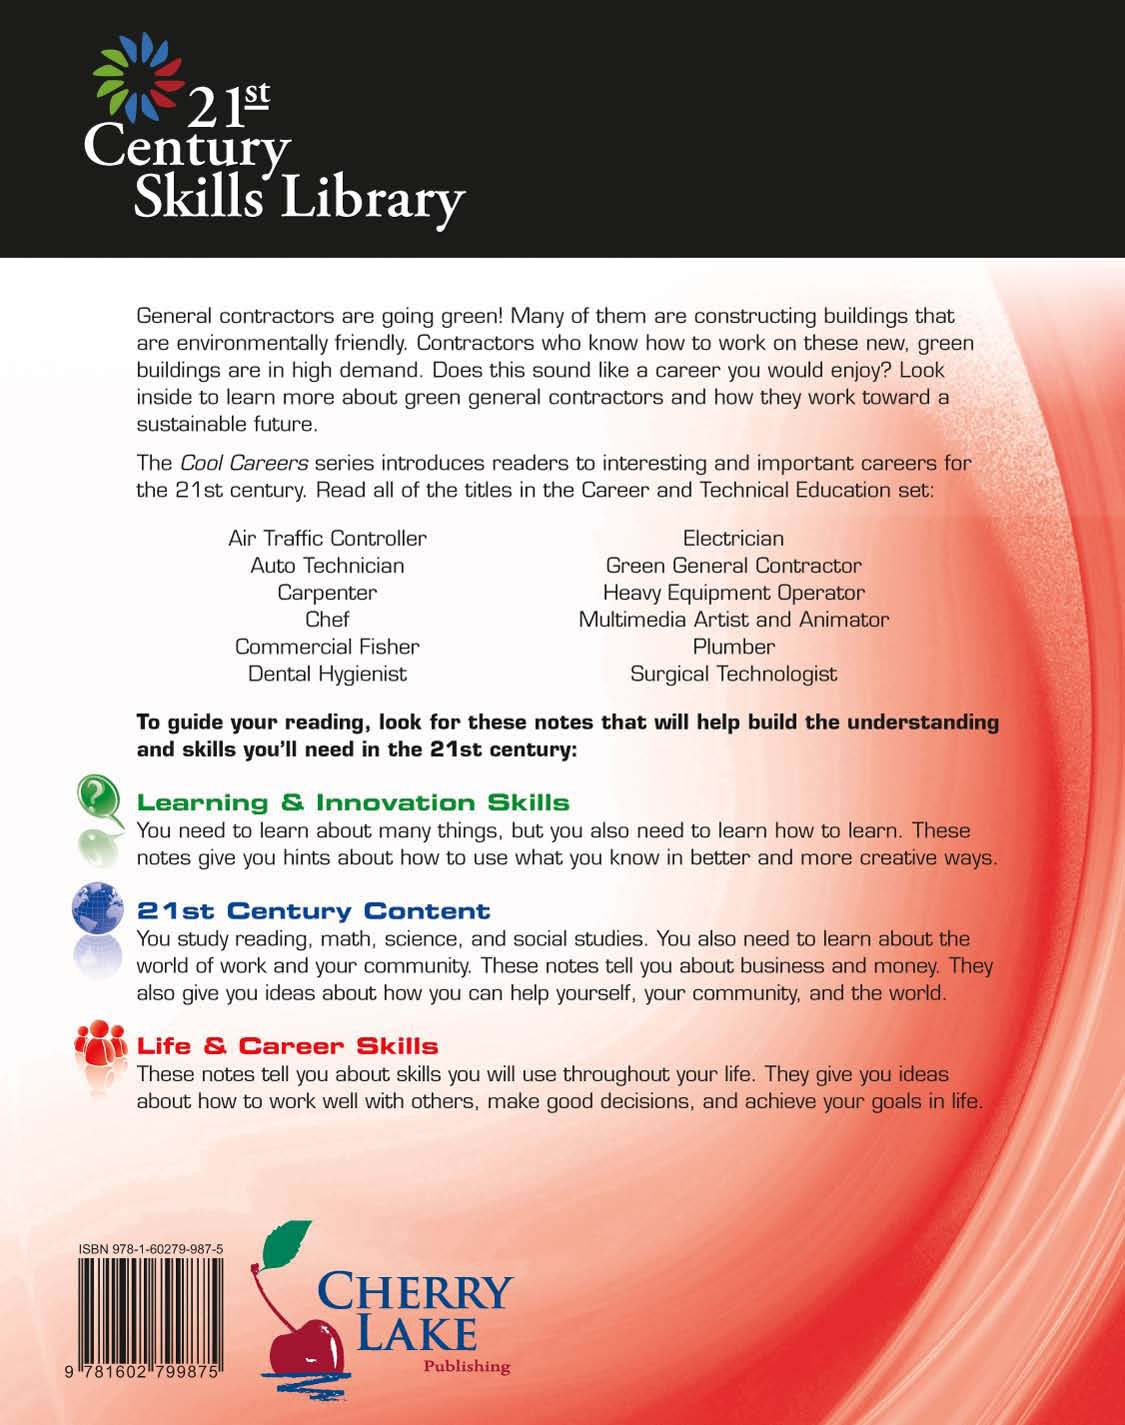 21st
Century
Skills Library
General contractors are going green! Many of them are constructing buildings that
are environmentally friendly. Contractors who know how to work on these new, green
buildings are in high demand. Does this sound like a career you would enjoy? Look
inside to learn more about green general contractors and how they work toward a
sustainable future.
The Cool Careers series introduces readers to interesting and important careers for
the 21st century. Read all of the titles in the Career and Technical Education set:
Air Traffic Controller
Auto Technician
Carpenter
Chef
Commercial Fisher
Dental Hygienist
Electrician
Green General Contractor
Heavy Equipment Operator
Multimedia Artist and Animator
Plumber
Surgical Technologist
To guide your reading, look for these notes that will help build the understanding
and skills you'll need in the 21st century:
?
Learning & Innovation Skills
You need to learn about many things, but you also need to learn how to learn. These
notes give you hints about how to use what you know in better and more creative ways.
21st Century Content
You study reading, math, science, and social studies. You also need to learn about the
world of work and your community. These notes tell you about business and money. They
also give you ideas about how you can help yourself, your community, and the world.
Life & Career Skills
These notes tell you about skills you will use throughout your life. They give you ideas
about how to work well with others, make good decisions, and achieve your goals in life.
ISBN 978-1-60279-987-5
9 781602 799875
CHERRY
LAKE
Publishing